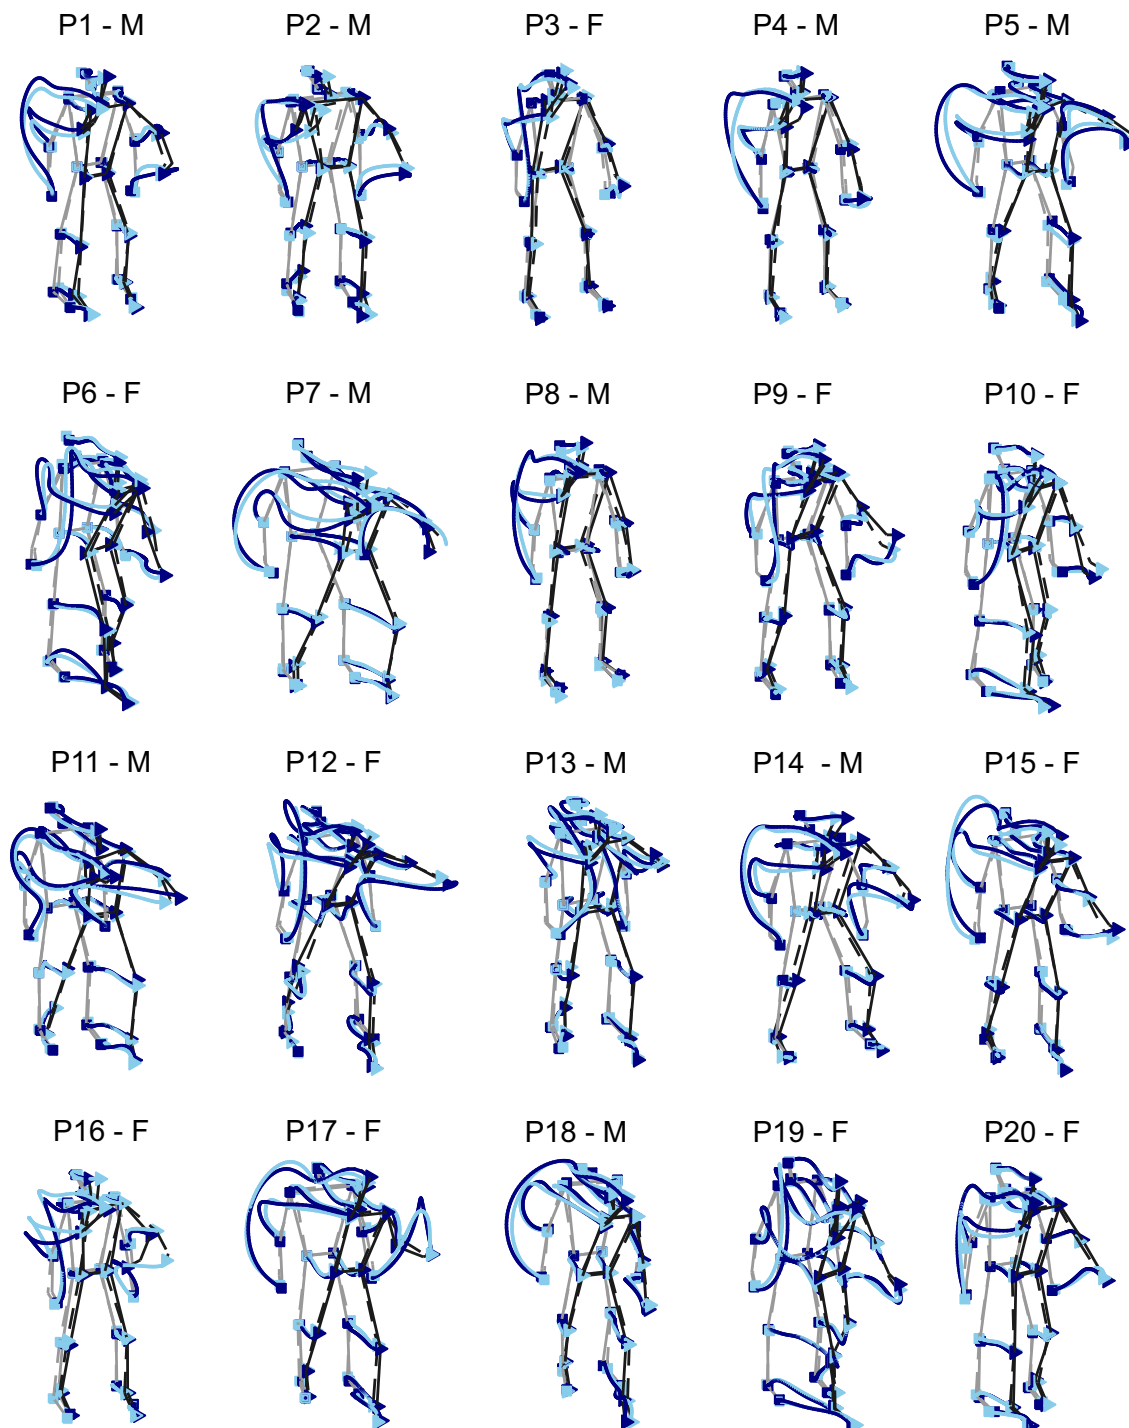 P1 - M P2 - M P3 - F P4 - M P5 - M
P6 - F P7 - M P8 - M P9 - F P10 - F
P11 - M P12 - F P13 - M P14 - M P15 - F
P16 - F P17 - F P18 - M P19 - F P20 - F